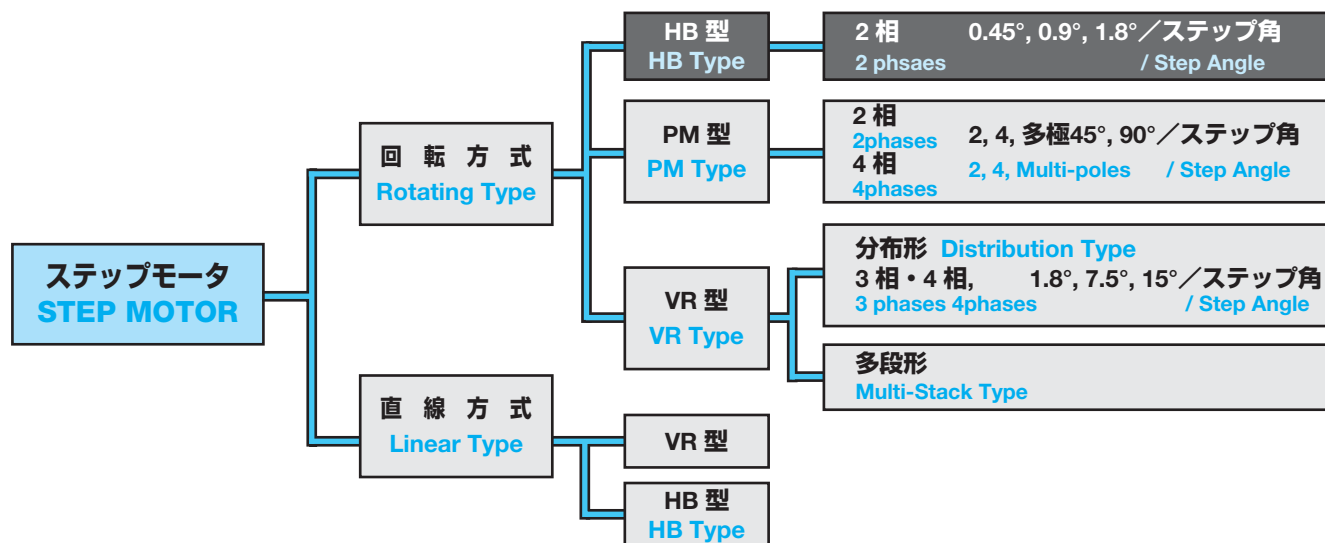 ステップモータ
STEP MOTOR
回転方式
Rotating Type
HB 型
HB Type
2 相 0.45°, 0.9°, 1.8°／ステップ角
2 phsaes / Step Angle
PM 型
PM Type
2 相
2phases
4 相
4phases
2, 4, 多極45°, 90°／ステップ角
2, 4, Multi-poles / Step Angle
VR 型
VR Type
分布形 Distribution Type
3 相・4 相, 1.8°, 7.5°, 15°／ステップ角
3 phases 4phases / Step Angle
多段形
Multi-Stack Type
直線方式
Linear Type
VR 型
HB 型
HB Type